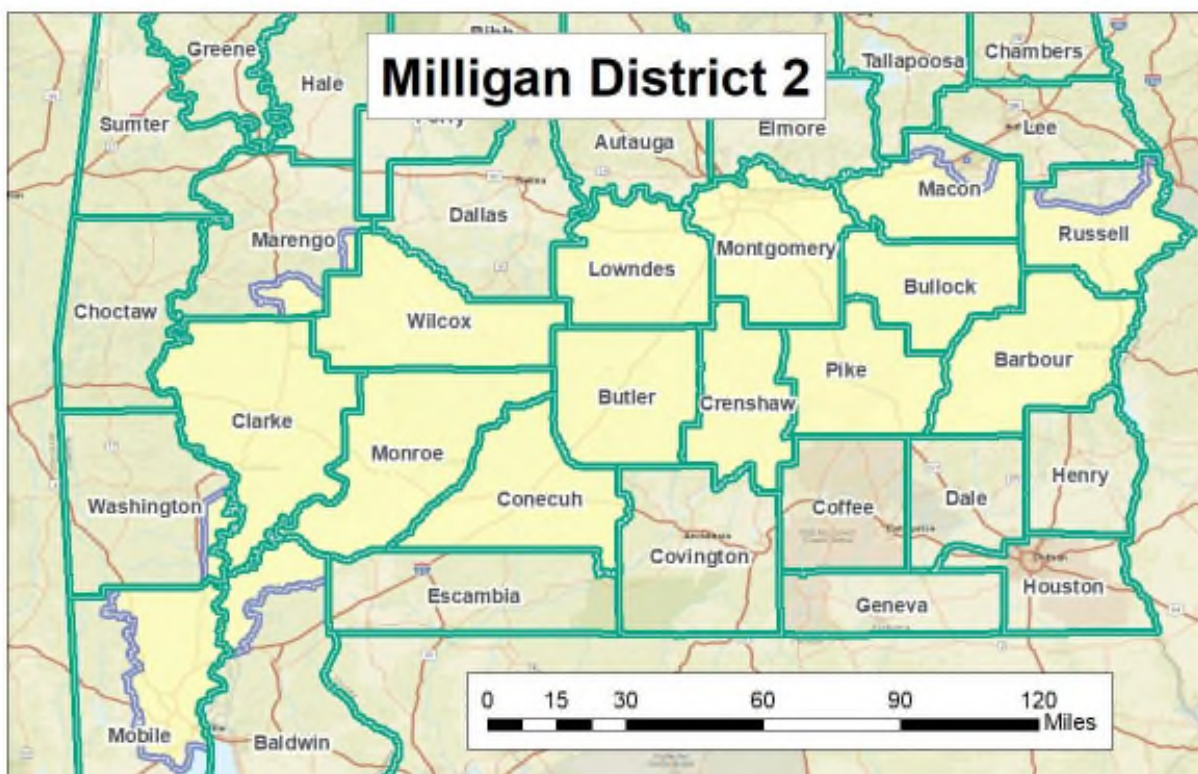 Greene
Milligan District 2
Tallapoosa
Chambers
Hale
Sumter
Autauga
Elmore
Lee
Dallas
Macon
Marengo
Montgomery
Russell
Lowndes
Bullock
Choctaw
Wilcox
Barbour
Pike
Butler
Crenshaw
Clarke
Monroe
Washington
Conecuh
Coffee
Dale
Henry
Covington
Escambia
Geneva
Houston
Mobile
Baldwin
0 15 30 60 90 120
Miles